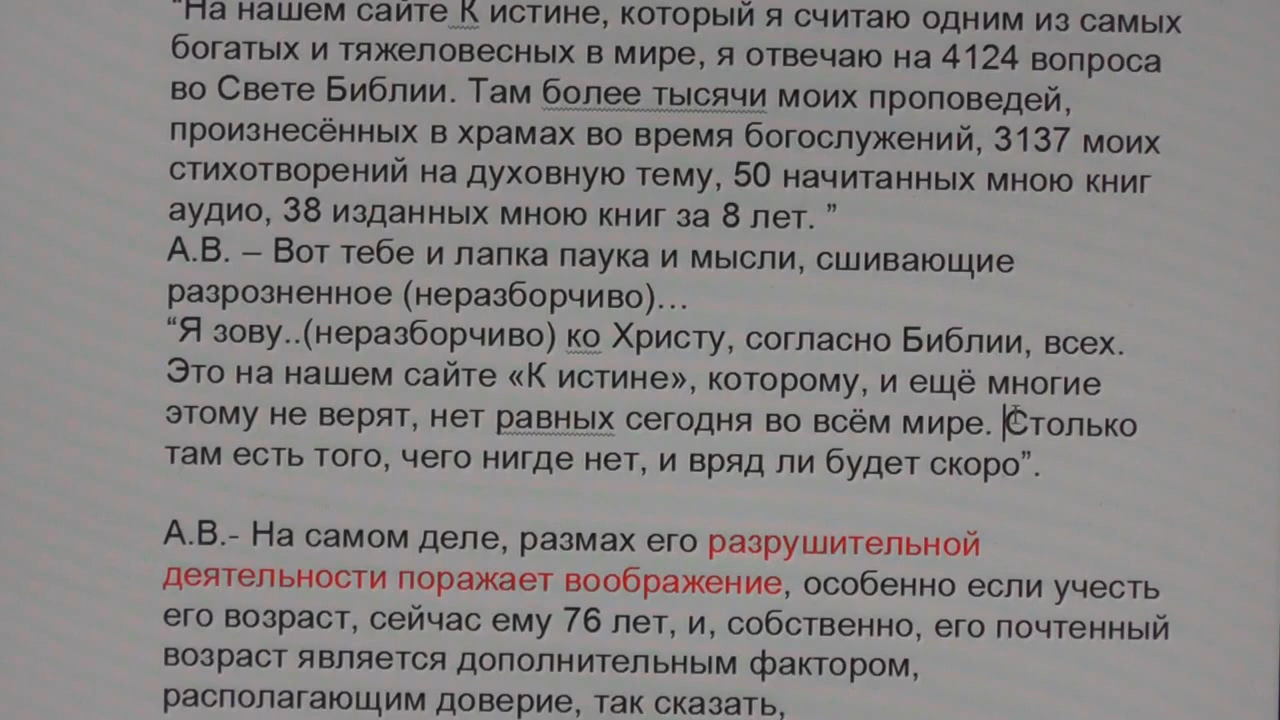 “На нашем сайте К истине, который я считаю одним из самых
богатых и тяжеловесных в мире, я отвечаю на 4124 вопроса
во Свете Библии. Там более тысячи моих проповедей,
произнесённых в храмах во время богослужений, 3137 моих
стихотворений на духовную тему, 50 начитанных мною книг
аудио, 38 изданных мною книг за 8 лет. ”
А.В. – Вот тебе и лапка паука и мысли, сшивающие
разрозненное (неразборчиво)…
“Я зову..(неразборчиво) ко Христу, согласно Библии, всех.
Это на нашем сайте «К истине», которому, и ещё многие
этому не верят, нет равных сегодня во всём мире. Столько
там есть того, чего нигде нет, и вряд ли будет скоро”.
А.В.- На самом деле, размах его разрушительной
деятельности поражает воображение, особенно если учесть
его возраст, сейчас ему 76 лет, и, собственно, его почтенный
возраст является дополнительным фактором,
располагающим доверие, так сказать,